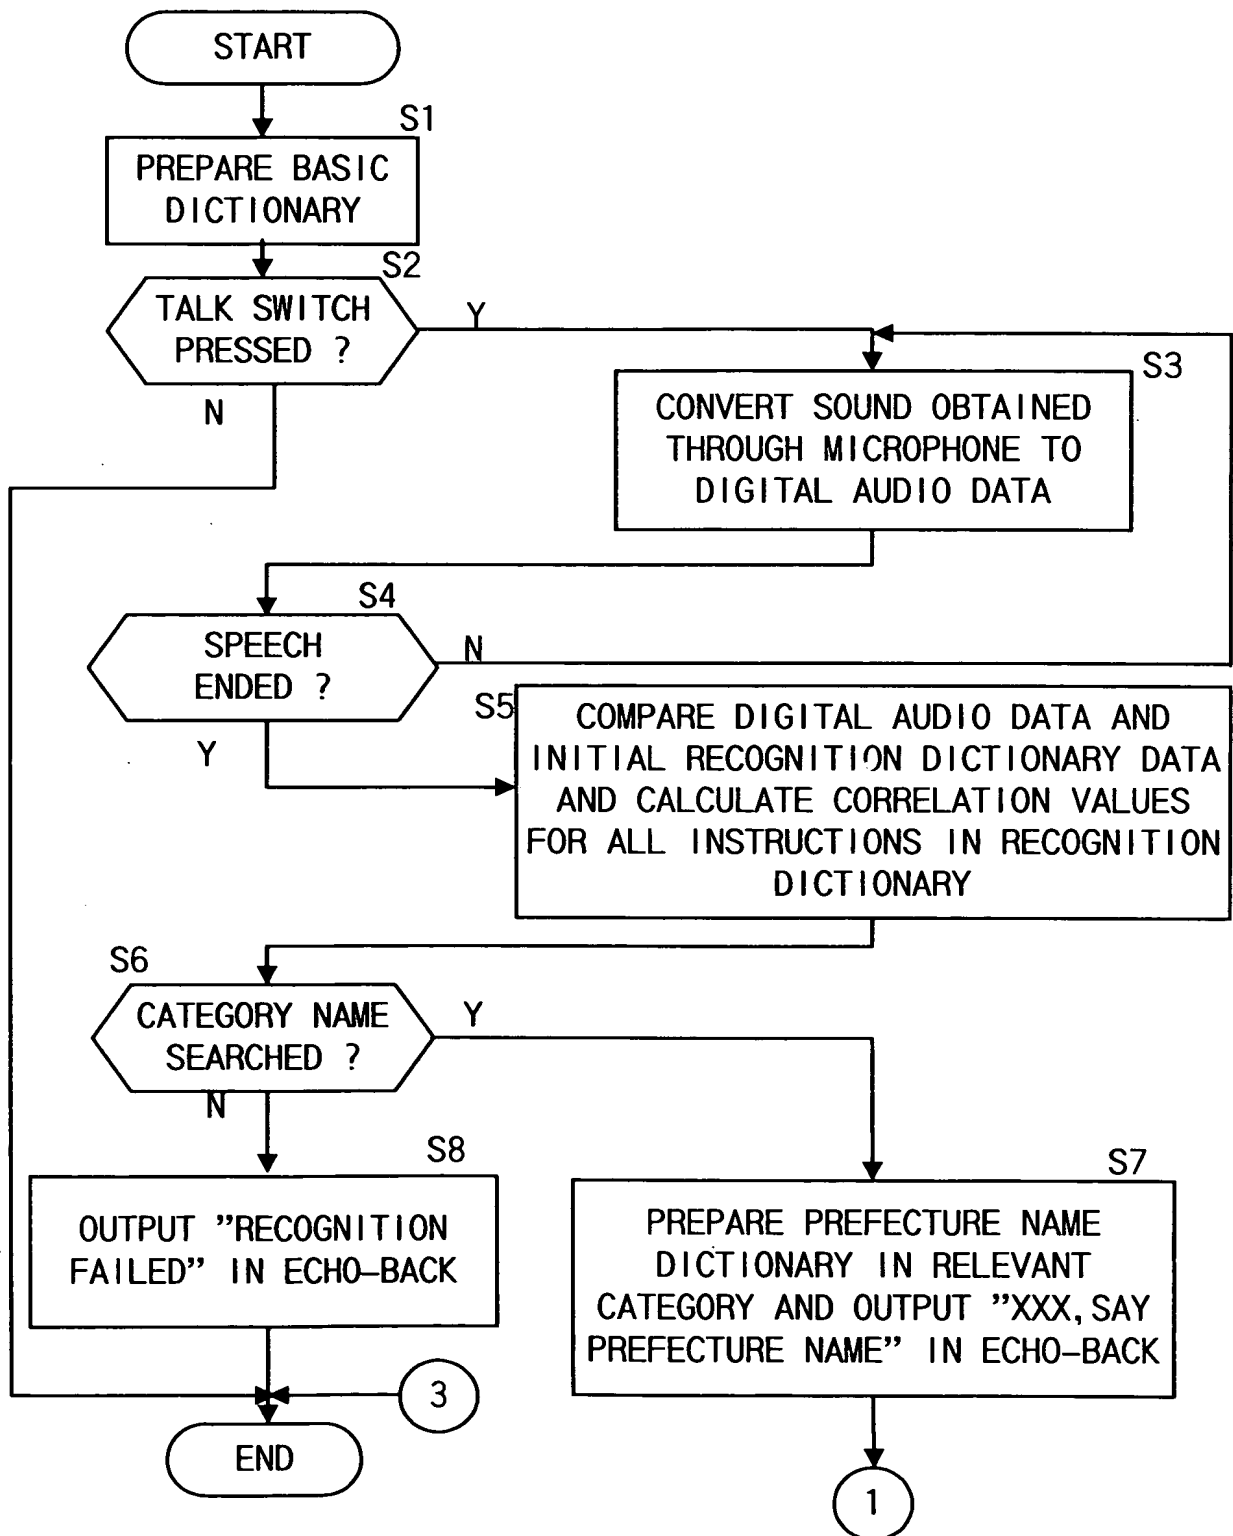 START
S1
PREPARE BASIC
DICTIONARY
S2
TALK SWITCH
PRESSED ?
Y
N
S3
CONVERT SOUND OBTAINED
THROUGH MICROPHONE TO
DIGITAL AUDIO DATA
S4
SPEECH
ENDED ?
N
Y
S5
COMPARE DIGITAL AUDIO DATA AND
INITIAL RECOGNITION DICTIONARY DATA
AND CALCULATE CORRELATION VALUES
FOR ALL INSTRUCTIONS IN RECOGNITION
DICTIONARY
S6
CATEGORY NAME
SEARCHED ?
Y
N
S8
OUTPUT ”RECOGNITION
FAILED” IN ECHO-BACK
S7
PREPARE PREFECTURE NAME
DICTIONARY IN RELEVANT
CATEGORY AND OUTPUT ”XXX, SAY
PREFECTURE NAME” IN ECHO-BACK
3
END
1